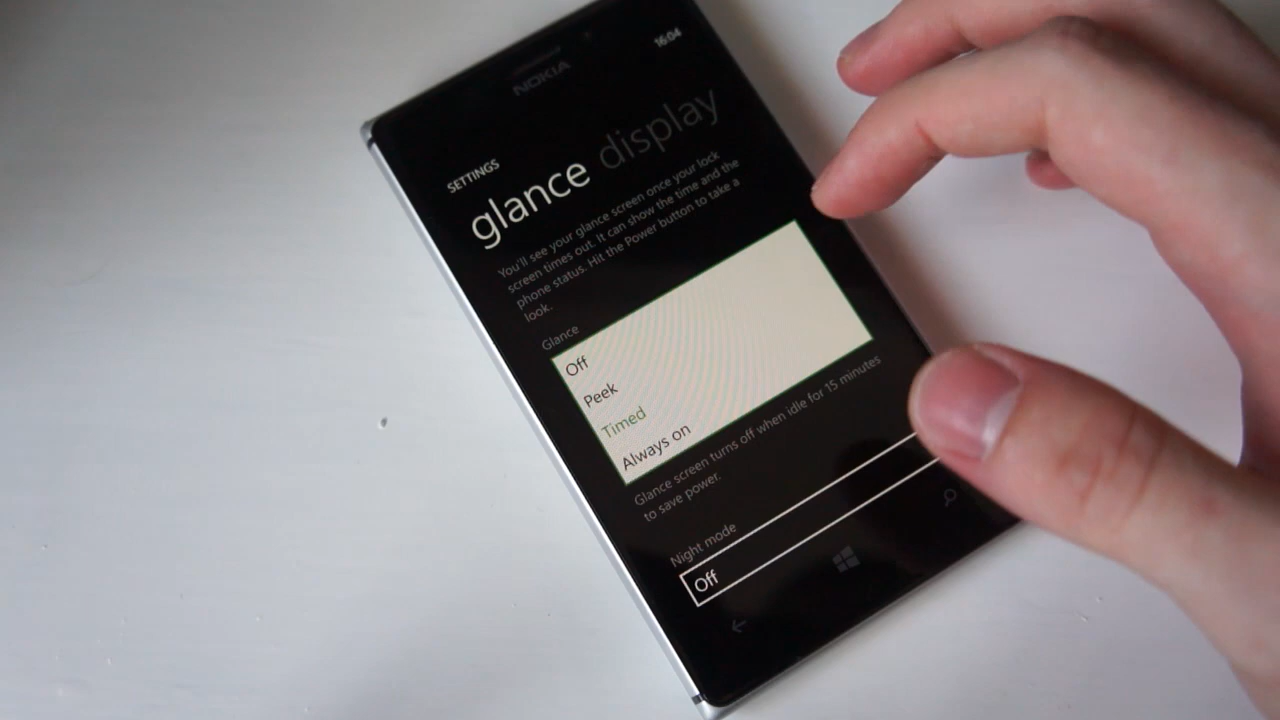 NOKIA
16:04
SETTINGS
glance display
You'll see your glance screen once your lock
screen times out. It can show the time and the
phone status. Hit the Power button to take a
look.
Glance
Off
Peek
Timed
Always on
Glance screen turns off when idle for 15 minutes
to save power.
Night mode
Off